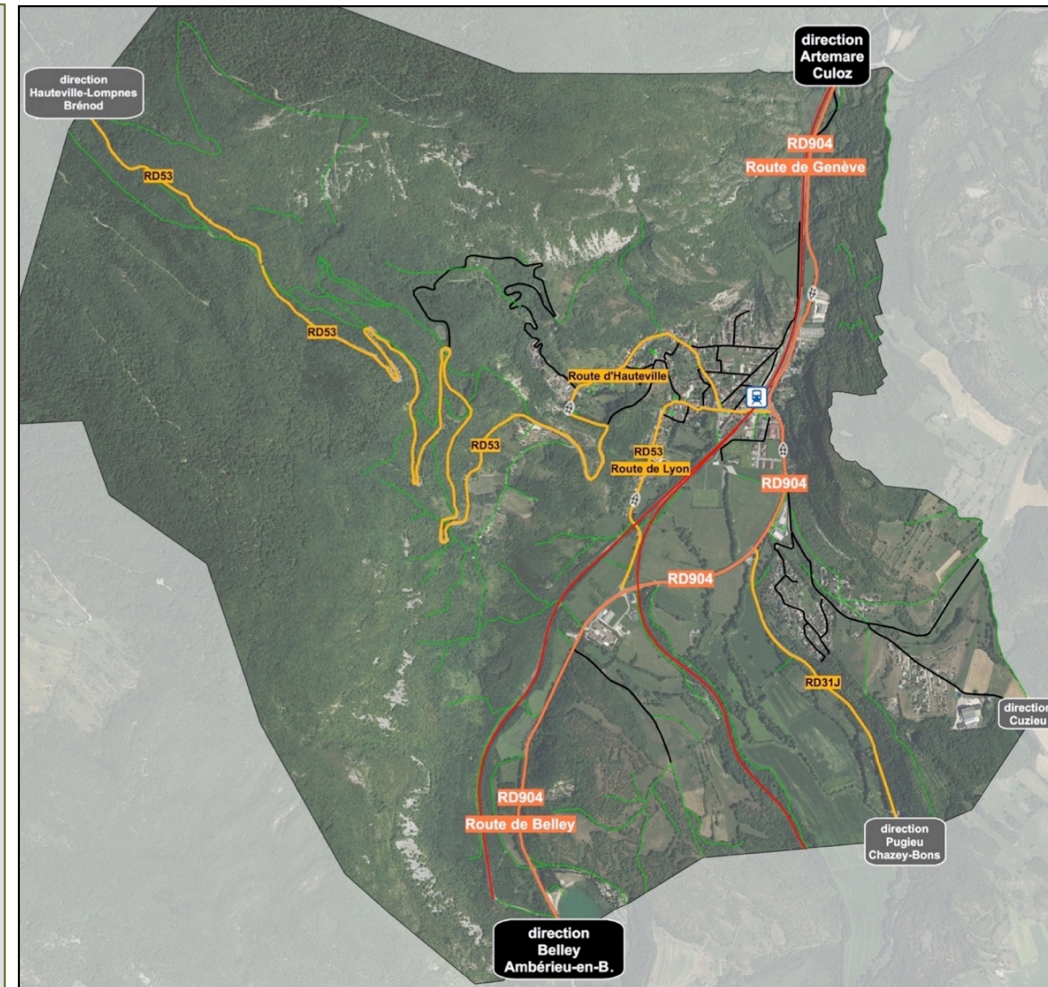 direction
Artemare
Culoz
direction
Hauteville-Lompnes
Brénod
RD904
Route de Genève
RD53
RD53
Route d'Hauteville
RD53
RD53
Route de Lyon
RD904
RD904
RD31J
direction
Cuzieu
RD904
Route de Belley
direction
Pugieu
Chazey-Bons
direction
Belley
Ambérieu-en-B.